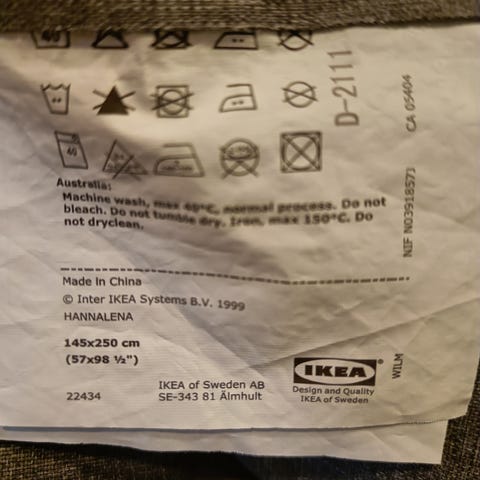 D-2111
CA 05404
NIF N03918573
40
Australia:
Machine wash, max 40°C, normal process. Do not
bleach. Do not tumble dry. Iron, max 150°C. Do
not dryclean.
Made in China
© Inter IKEA Systems B.V. 1999
HANNALENA
145x250 cm
(57x98 ½")
22434
IKEA of Sweden AB
SE-343 81 Älmhult
IKEA
Design and Quality
IKEA of Sweden
WILM